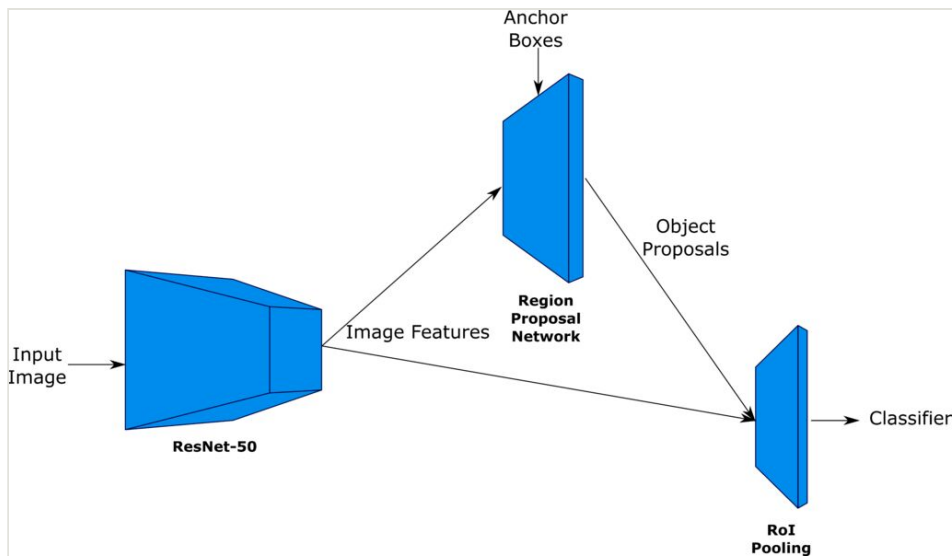 Anchor
Boxes
Object
Proposals
Region
Proposal
Network
Image Features
Input
Image
ResNet-50
Classifier
RoI
Pooling